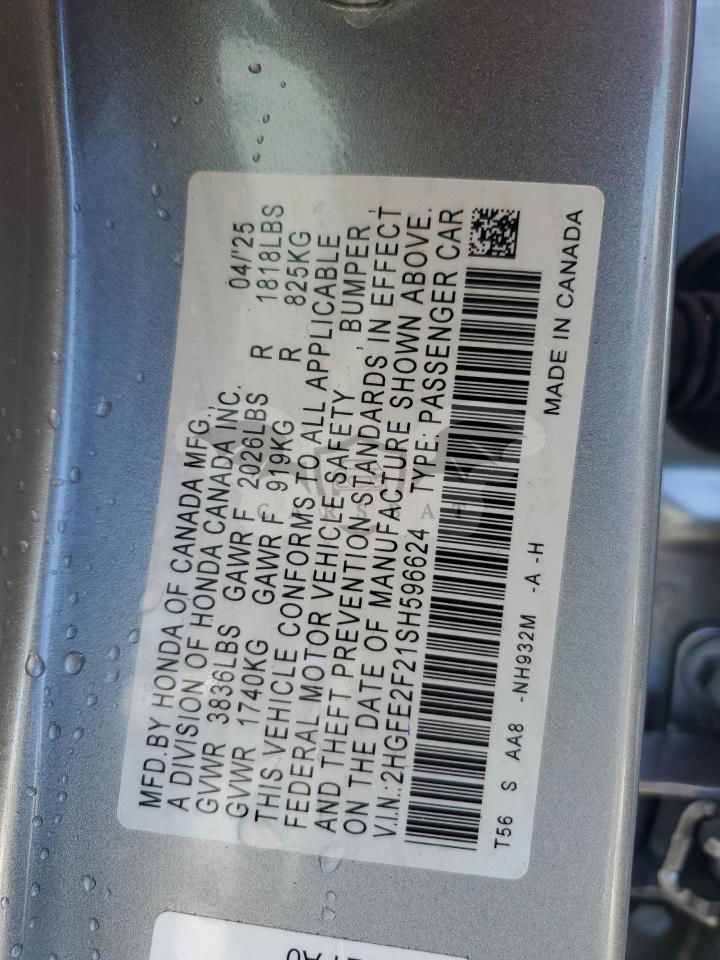 MFD.BY HONDA OF CANADA MFG.,
A DIVISION OF HONDA CANADA INC. 04/'25
GVWR 3836LBS GAWR F 2026LBS R 1818LBS
GVWR 1740KG GAWR F 919KG R 825KG
THIS VEHICLE CONFORMS TO ALL APPLICABLE
FEDERAL MOTOR VEHICLE SAFETY , BUMPER ,
AND THEFT PREVENTION STANDARDS IN EFFECT
ON THE DATE OF MANUFACTURE SHOWN ABOVE.
V.I.N.:2HGFE2F21SH596624 TYPE: PASSENGER CAR
T56 S AA8 -NH932M -A -H
MADE IN CANADA
CARSBAT